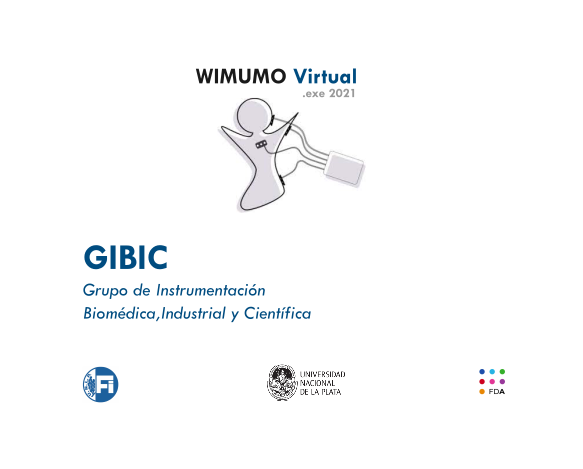 WIMUMO Virtual
.exe 2021
GIBIC
Grupo de Instrumentación
Biomédica,Industrial y Científica
Fi
UNIVERSIDAD
NACIONAL
DE LA PLATA
FDA